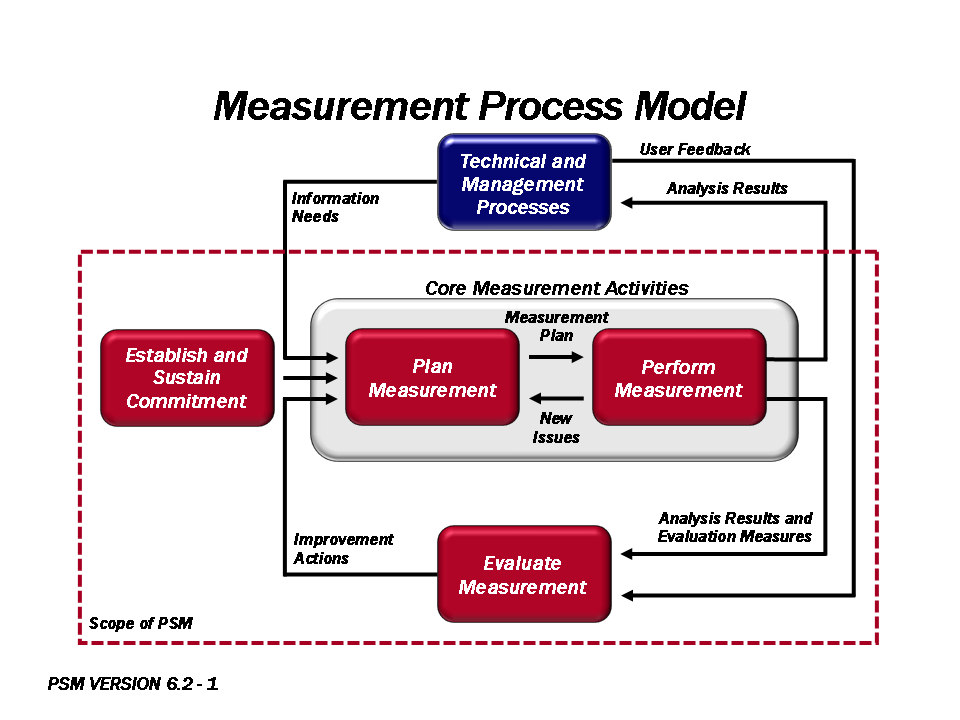 Measurement Process Model
Technical and
Management
Processes
User Feedback
Analysis Results
Information
Needs
Core Measurement Activities
Measurement
Plan
Establish and
Sustain
Commitment
Plan
Measurement
Perform
Measurement
New
Issues
Analysis Results and
Evaluation Measures
Improvement
Actions
Evaluate
Measurement
Scope of PSM
PSM VERSION 6.2 - 1